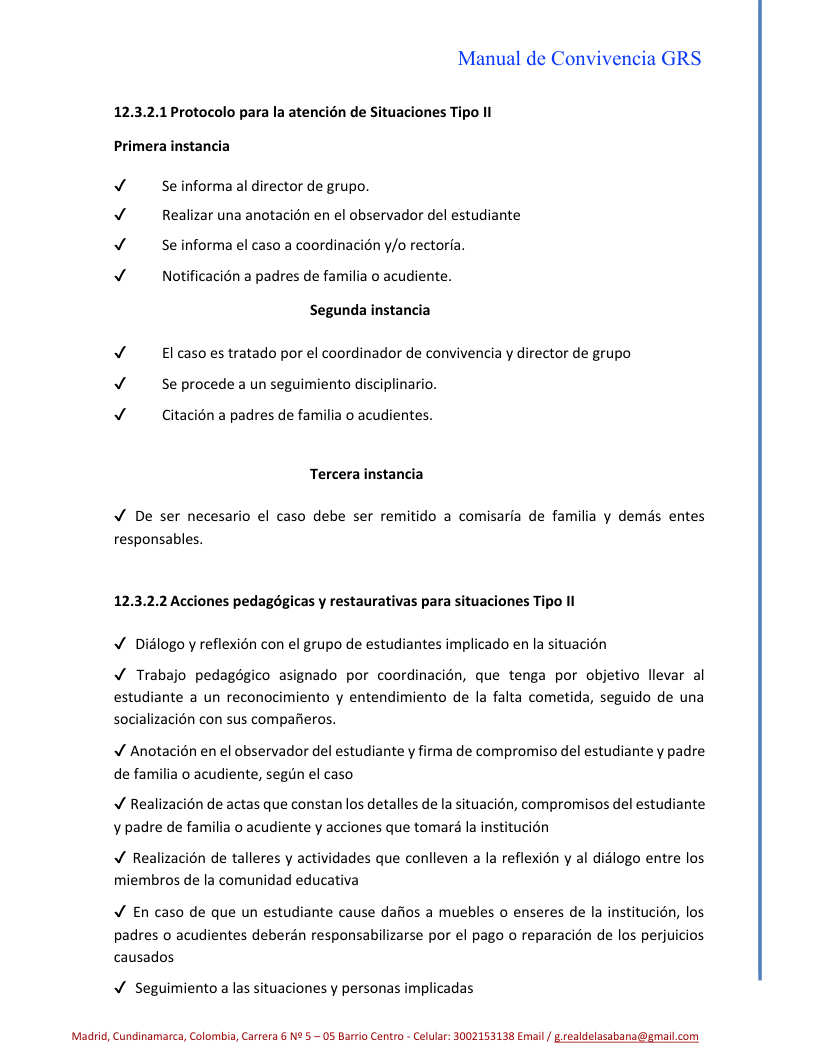 Manual de Convivencia GRS
12.3.2.1 Protocolo para la atención de Situaciones Tipo II
Primera instancia
✓ Se informa al director de grupo.
✓ Realizar una anotación en el observador del estudiante
✓ Se informa el caso a coordinación y/o rectoría.
✓ Notificación a padres de familia o acudiente.
Segunda instancia
✓ El caso es tratado por el coordinador de convivencia y director de grupo
✓ Se procede a un seguimiento disciplinario.
✓ Citación a padres de familia o acudientes.
Tercera instancia
✓ De ser necesario el caso debe ser remitido a comisaría de familia y demás entes
responsables.
12.3.2.2 Acciones pedagógicas y restaurativas para situaciones Tipo II
✓ Diálogo y reflexión con el grupo de estudiantes implicado en la situación
✓ Trabajo pedagógico asignado por coordinación, que tenga por objetivo llevar al
estudiante a un reconocimiento y entendimiento de la falta cometida, seguido de una
socialización con sus compañeros.
✓ Anotación en el observador del estudiante y firma de compromiso del estudiante y padre
de familia o acudiente, según el caso
✓ Realización de actas que constan los detalles de la situación, compromisos del estudiante
y padre de familia o acudiente y acciones que tomará la institución
✓ Realización de talleres y actividades que conlleven a la reflexión y al diálogo entre los
miembros de la comunidad educativa
✓ En caso de que un estudiante cause daños a muebles o enseres de la institución, los
padres o acudientes deberán responsabilizarse por el pago o reparación de los perjuicios
causados
✓ Seguimiento a las situaciones y personas implicadas
Madrid, Cundinamarca, Colombia, Carrera 6 Nº 5 – 05 Barrio Centro - Celular: 3002153138 Email / g.realdelasabana@gmail.com